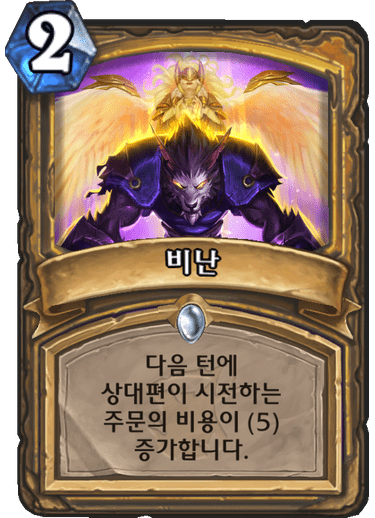 2
비난
다음 턴에
상대편이 시전하는
주문의 비용이 (5)
증가합니다.